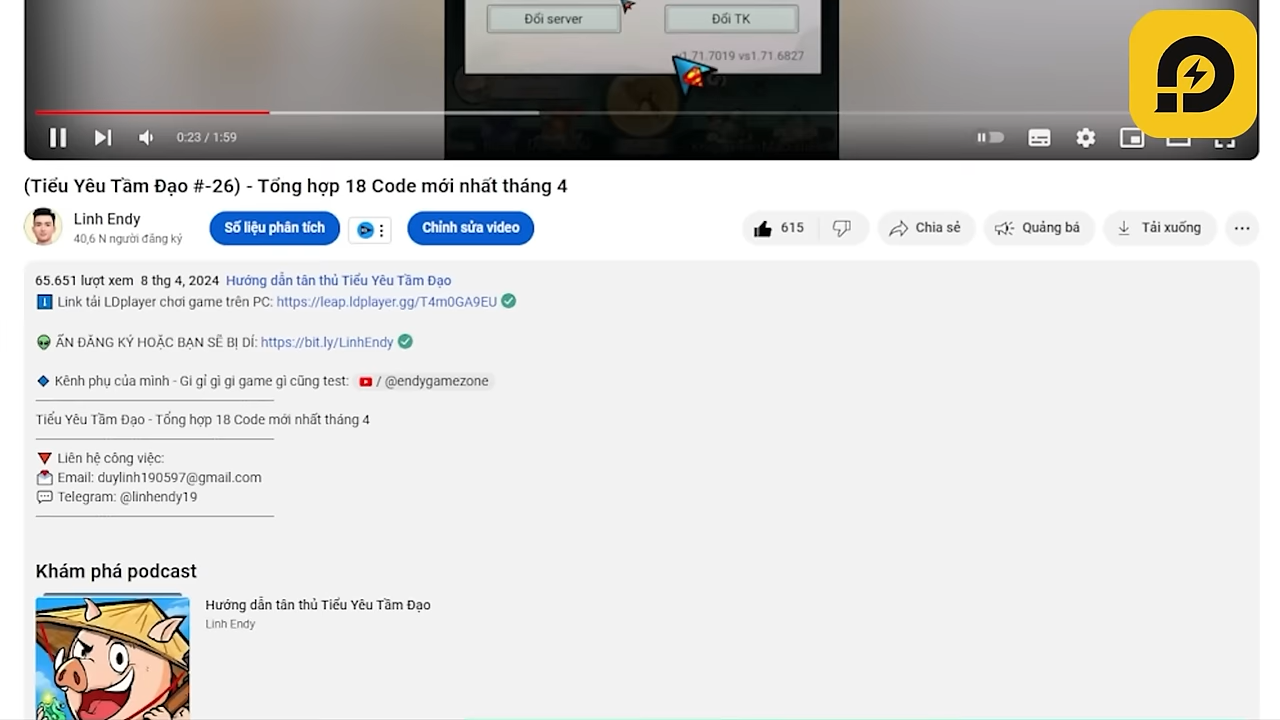 Đổi server
Đổi TK
v1.71.7019 vs1.71.6827
0:23 / 1:59
(Tiểu Yêu Tầm Đạo #-26) - Tổng hợp 18 Code mới nhất tháng 4
Linh Endy
40,6 N người đăng ký
Số liệu phân tích
Chỉnh sửa video
615
Chia sẻ
Quảng bá
Tải xuống
65.651 lượt xem 8 thg 4, 2024 Hướng dẫn tân thủ Tiểu Yêu Tầm Đạo
Link tải LDplayer chơi game trên PC: https://leap.ldplayer.gg/T4m0GA9EU
ẤN ĐĂNG KÝ HOẶC BẠN SẼ BỊ DÍ: https://bit.ly/LinhEndy
Kênh phụ của mình - Gi gỉ gì gi game gì cũng test: / @endygamezone
Tiểu Yêu Tầm Đạo - Tổng hợp 18 Code mới nhất tháng 4
Liên hệ công việc:
Email: duylinh190597@gmail.com
Telegram: @linhendy19
Khám phá podcast
Hướng dẫn tân thủ Tiểu Yêu Tầm Đạo
Linh Endy